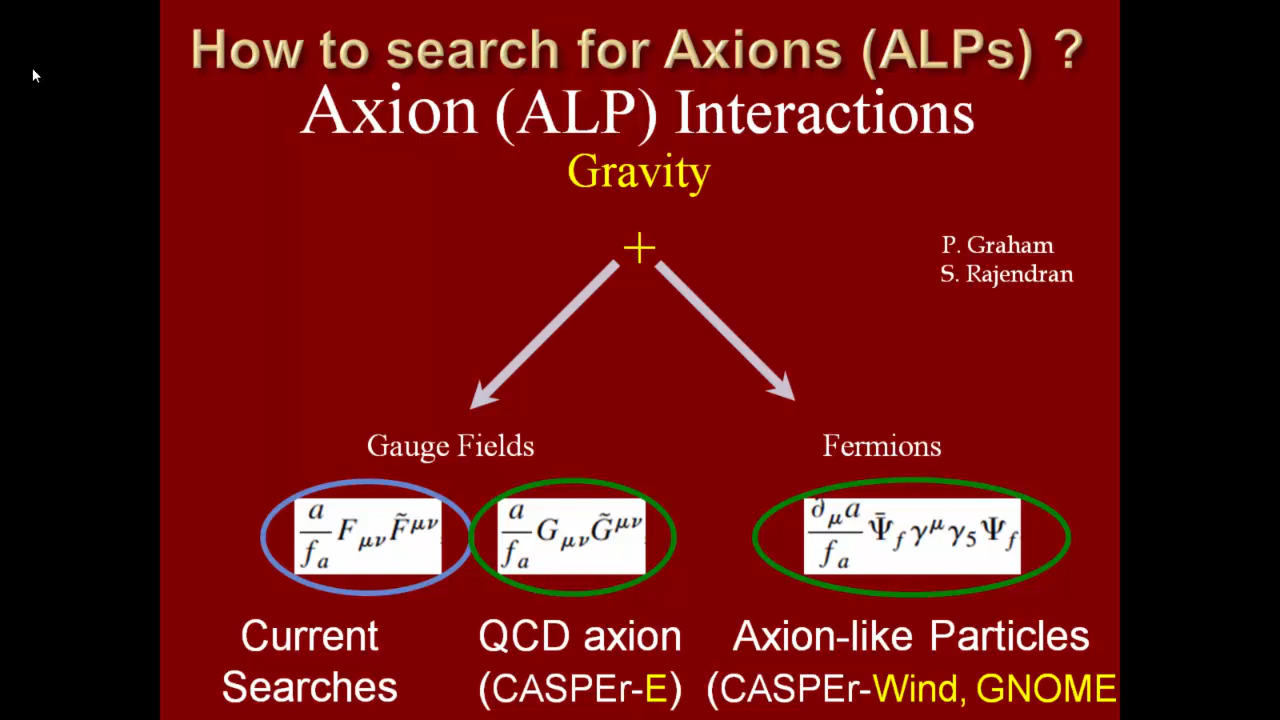 How to search for Axions (ALPs) ?
Axion (ALP) Interactions
Gravity
+
P. Graham
S. Rajendran
Gauge Fields
Fermions
a/f_a F_μν F̃^μν
a/f_a G_μν G̃^μν
∂_μ a/f_a Ψ̄_f γ^μ γ_5 Ψ_f
Current
Searches
QCD axion
(CASPEr-E)
Axion-like Particles
(CASPEr-Wind, GNOME